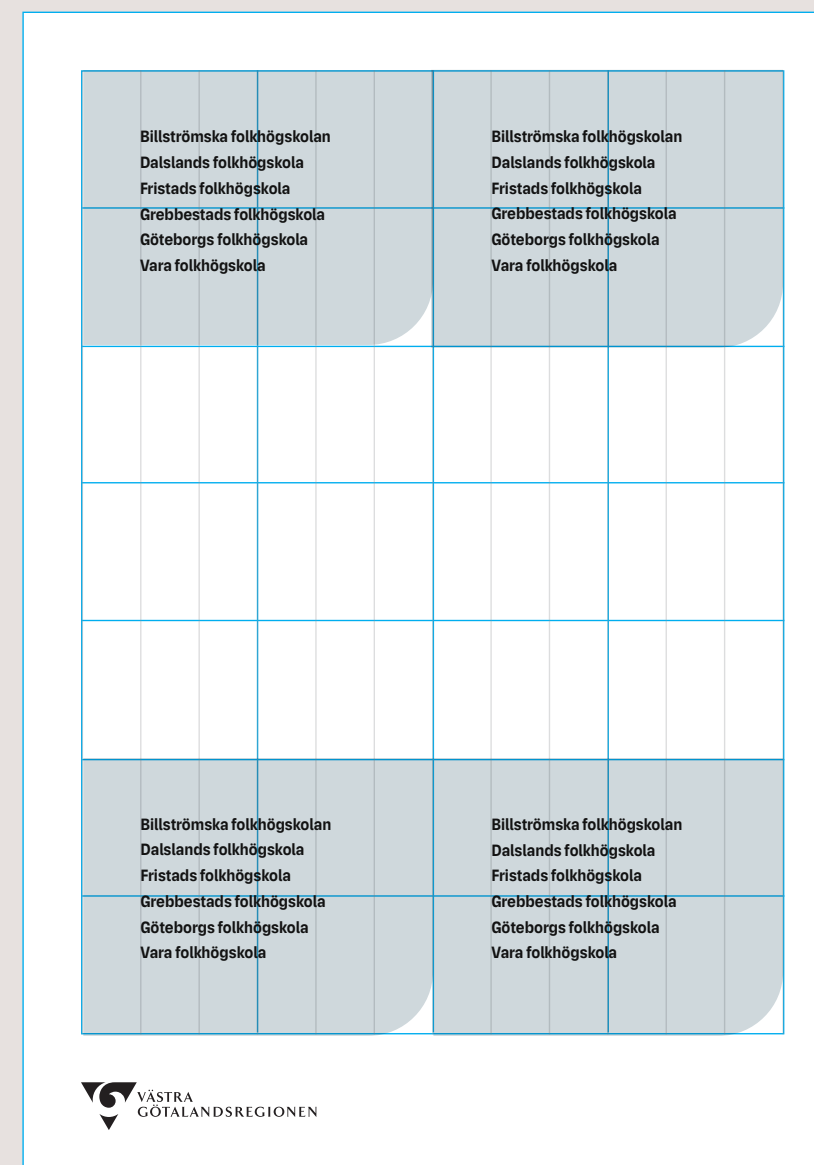 Billströmska folkhögskolan
Dalslands folkhögskola
Fristads folkhögskola
Grebbestads folkhögskola
Göteborgs folkhögskola
Vara folkhögskola
Billströmska folkhögskolan
Dalslands folkhögskola
Fristads folkhögskola
Grebbestads folkhögskola
Göteborgs folkhögskola
Vara folkhögskola
Billströmska folkhögskolan
Dalslands folkhögskola
Fristads folkhögskola
Grebbestads folkhögskola
Göteborgs folkhögskola
Vara folkhögskola
Billströmska folkhögskolan
Dalslands folkhögskola
Fristads folkhögskola
Grebbestads folkhögskola
Göteborgs folkhögskola
Vara folkhögskola
VÄSTRA
GÖTALANDSREGIONEN